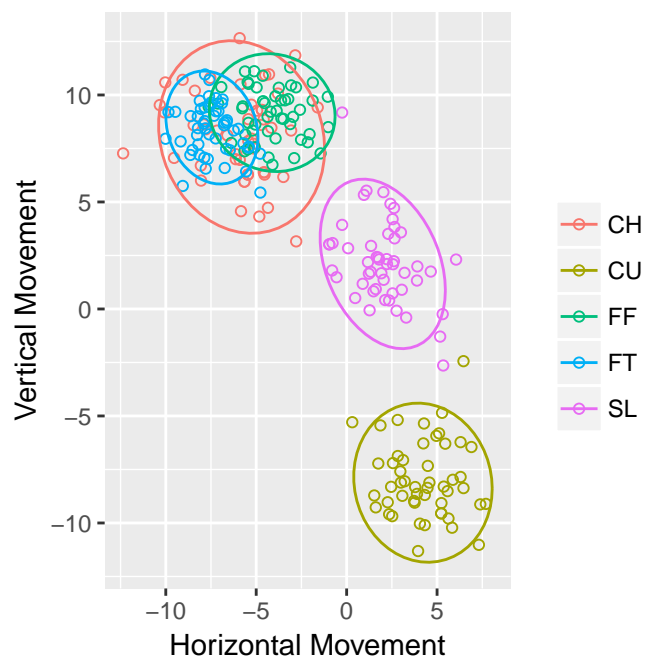 10
5
0
−5
−10
−10
−5
0
5
Horizontal Movement
Vertical Movement
CH
CU
FF
FT
SL